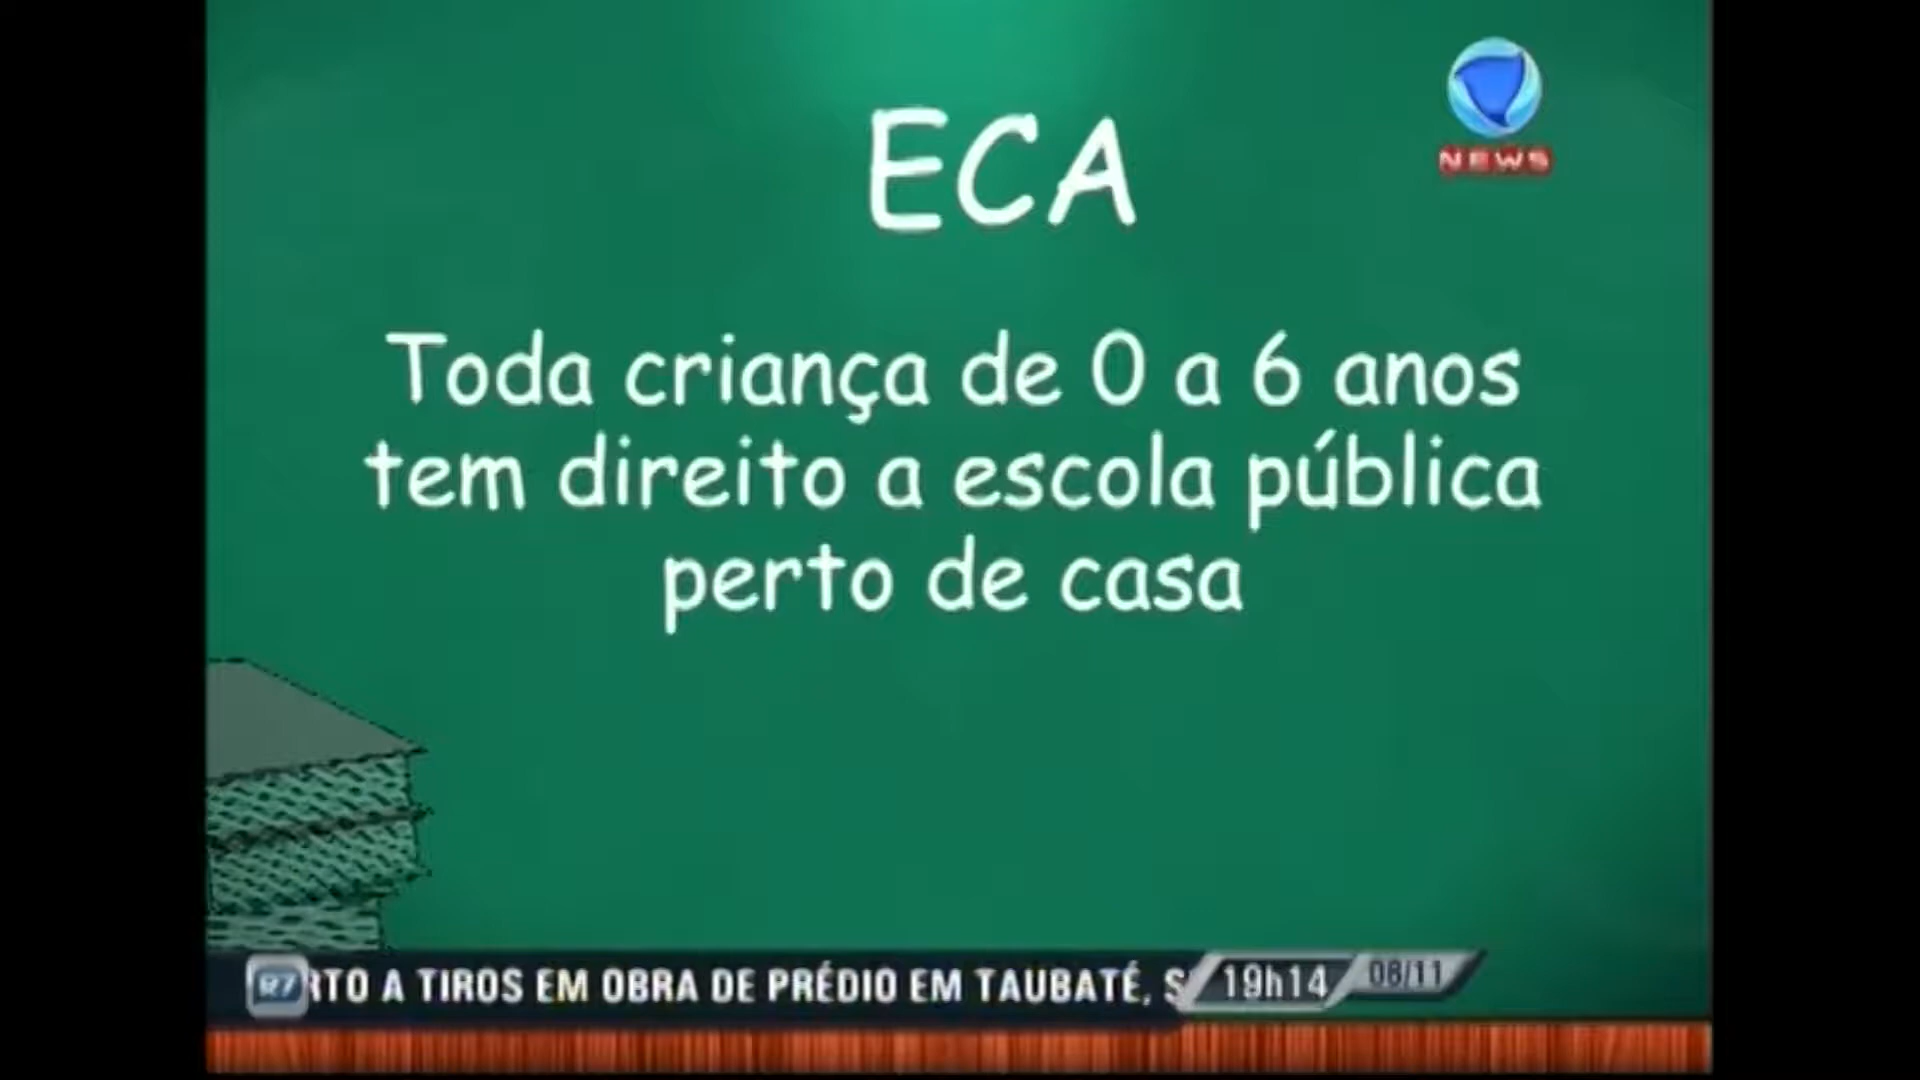 NEWS
ECA
Toda criança de 0 a 6 anos
tem direito a escola pública
perto de casa
R7 RTO A TIROS EM OBRA DE PRÉDIO EM TAUBATÉ, S 19h14 08/11